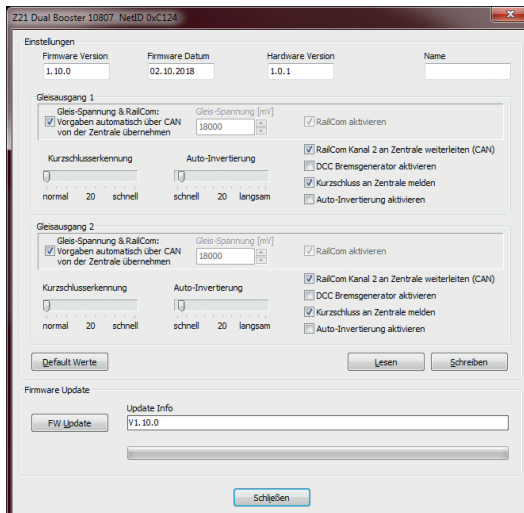 Z21 Dual Booster 10807 NetID 0xC124
Einstellungen
Firmware Version Firmware Datum Hardware Version Name
1.10.0 02.10.2018 1.0.1
Gleisausgang 1
Gleis-Spannung & RailCom: Gleis-Spannung [mV]
Vorgaben automatisch über CAN 18000 RailCom aktivieren
von der Zentrale übernehmen
RailCom Kanal 2 an Zentrale weiterleiten (CAN)
Kurzschlusserkennung Auto-Invertierung
DCC Bremsgenerator aktivieren
Kurzschluss an Zentrale melden
normal 20 schnell schnell 20 langsam
Auto-Invertierung aktivieren
Gleisausgang 2
Gleis-Spannung & RailCom: Gleis-Spannung [mV]
Vorgaben automatisch über CAN 18000 RailCom aktivieren
von der Zentrale übernehmen
RailCom Kanal 2 an Zentrale weiterleiten (CAN)
Kurzschlusserkennung Auto-Invertierung
DCC Bremsgenerator aktivieren
Kurzschluss an Zentrale melden
normal 20 schnell schnell 20 langsam
Auto-Invertierung aktivieren
Default Werte Lesen Schreiben
Firmware Update
Update Info
FW Update V1.10.0
Schließen